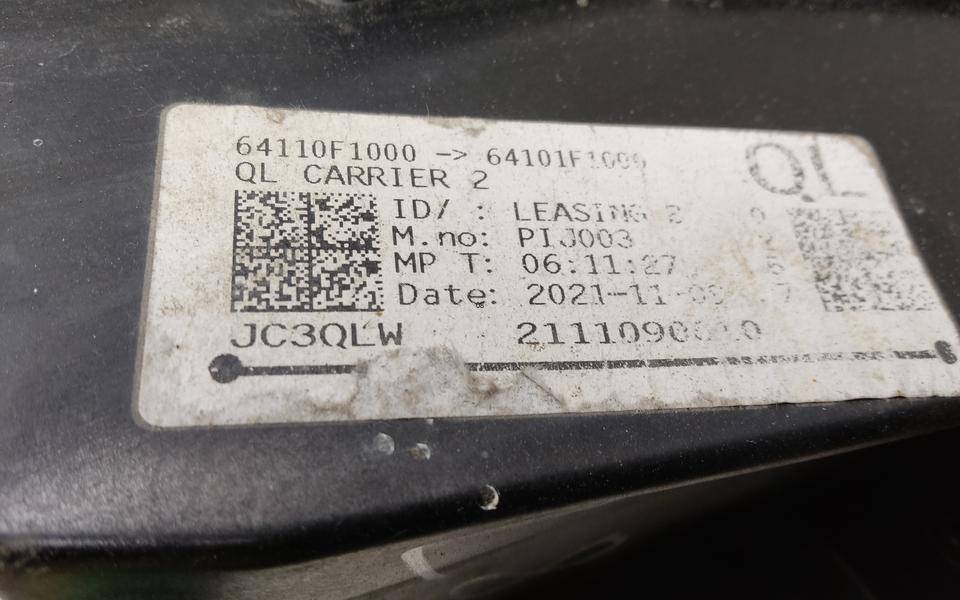 64110F1000 -> 64101F1000
QL
QL CARRIER 2
ID/ : LEASING 2
M.no: PIJ003
MP T: 06:11:27
Date: 2021-11-09
JC3QLW